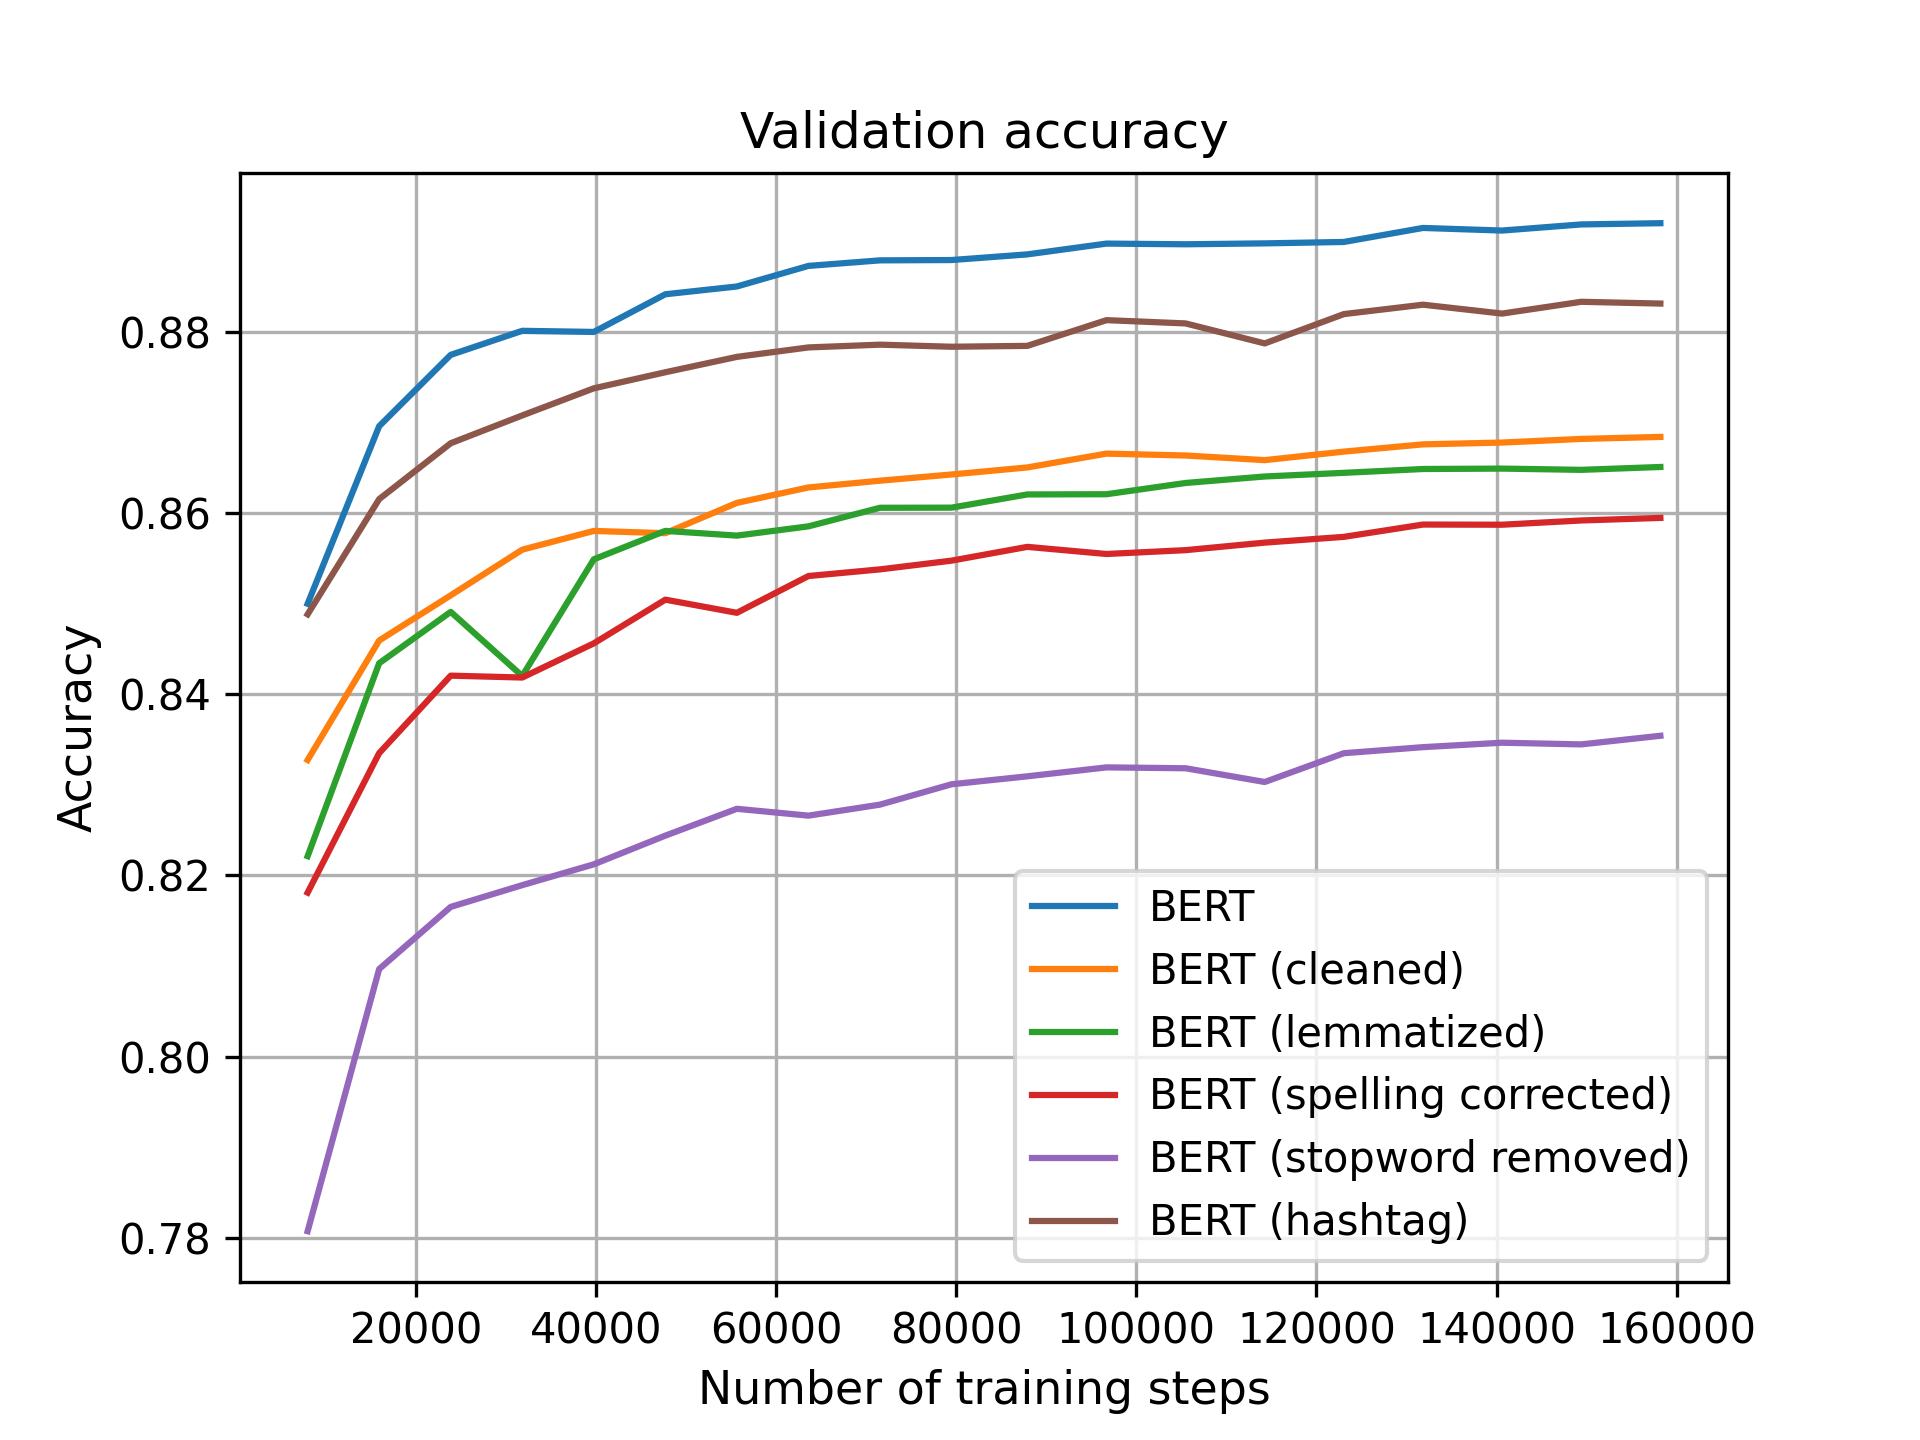 Validation accuracy
Accuracy
0.88
0.86
0.84
0.82
0.80
0.78
BERT
BERT (cleaned)
BERT (lemmatized)
BERT (spelling corrected)
BERT (stopword removed)
BERT (hashtag)
20000 40000 60000 80000 100000 120000 140000 160000
Number of training steps